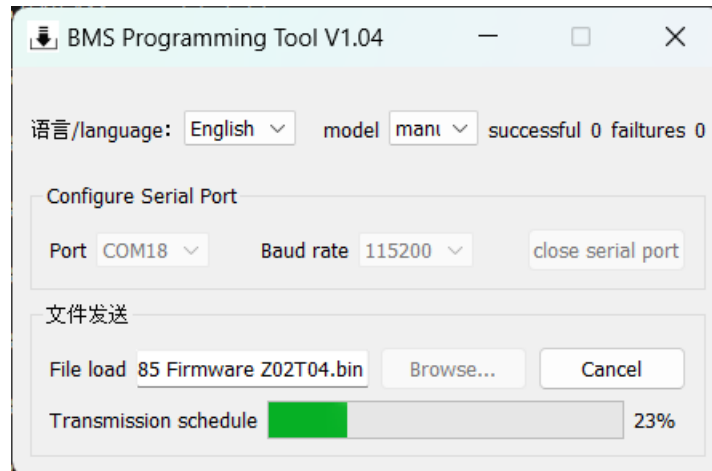 BMS Programming Tool V1.04
语言/language: English model manu successful 0 failtures 0
Configure Serial Port
Port COM18 Baud rate 115200 close serial port
文件发送
File load 85 Firmware Z02T04.bin Browse... Cancel
Transmission schedule 23%